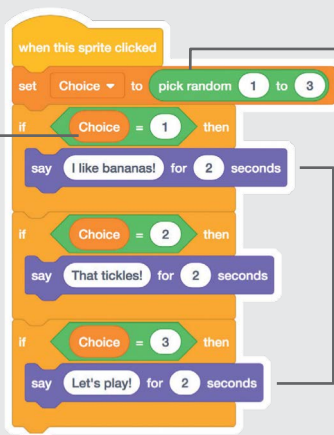 when this sprite clicked
set Choice to pick random 1 to 3
if Choice = 1 then
say I like bananas! for 2 seconds
if Choice = 2 then
say That tickles! for 2 seconds
if Choice = 3 then
say Let's play! for 2 seconds